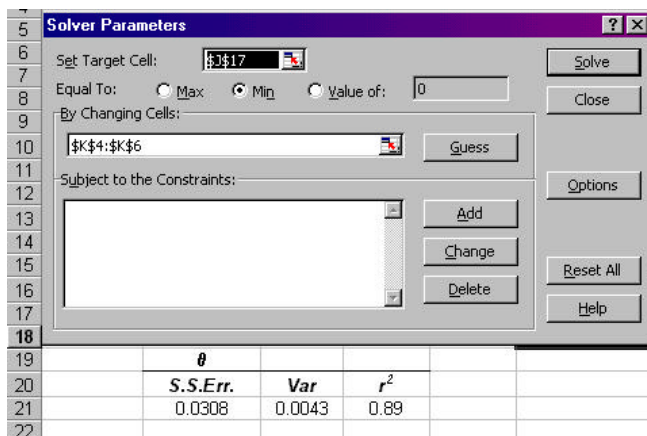 4
5 Solver Parameters ? ×
6 Set Target Cell: $J$17 Solve
7
8 Equal To: Max Min Value of: 0 Close
9 By Changing Cells:
10 $K$4:$K$6 Guess
11
12 Subject to the Constraints: Options
13 Add
14 Change
15 Reset All
16 Delete
17 Help
18
19 θ
20 S.S.Err. Var r²
21 0.0308 0.0043 0.89
22